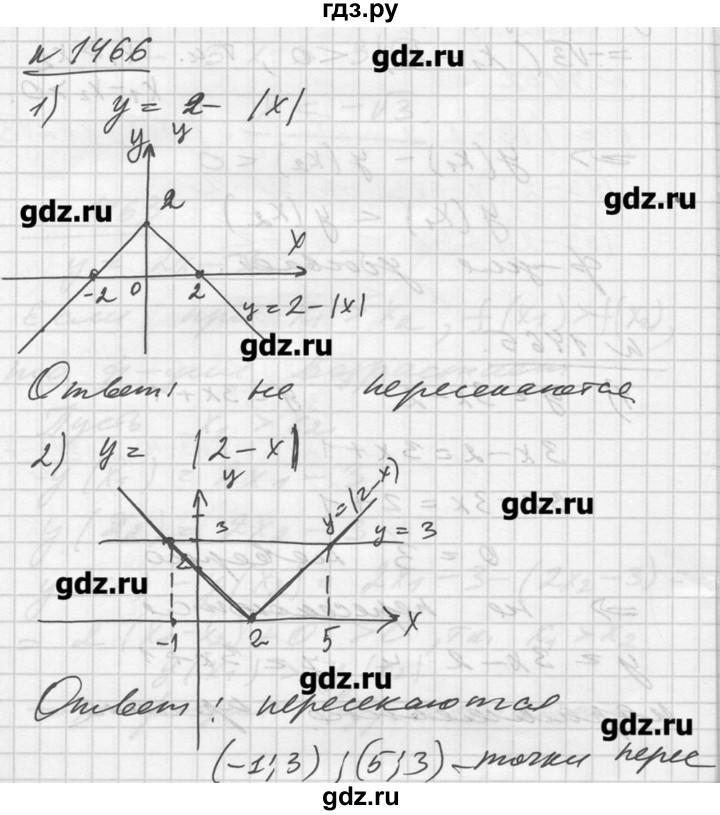 гдз.ру
N 1466
gdz.ru
1) y = 2 - |x|
y y
2
gdz.ru
gdz.ru
x
-2 0 2
y = 2 - |x|
gdz.ru
Ответ: не пересекаются
2) y = |2 - x|
y
y=|2-x|
gdz.ru
3
y = 3
2
gdz.ru
-1 2 5 x
gdz.ru
Ответ: пересекаются
gdz.ru
(-1; 3) ; (5; 3) - точки перес
gdz.ru